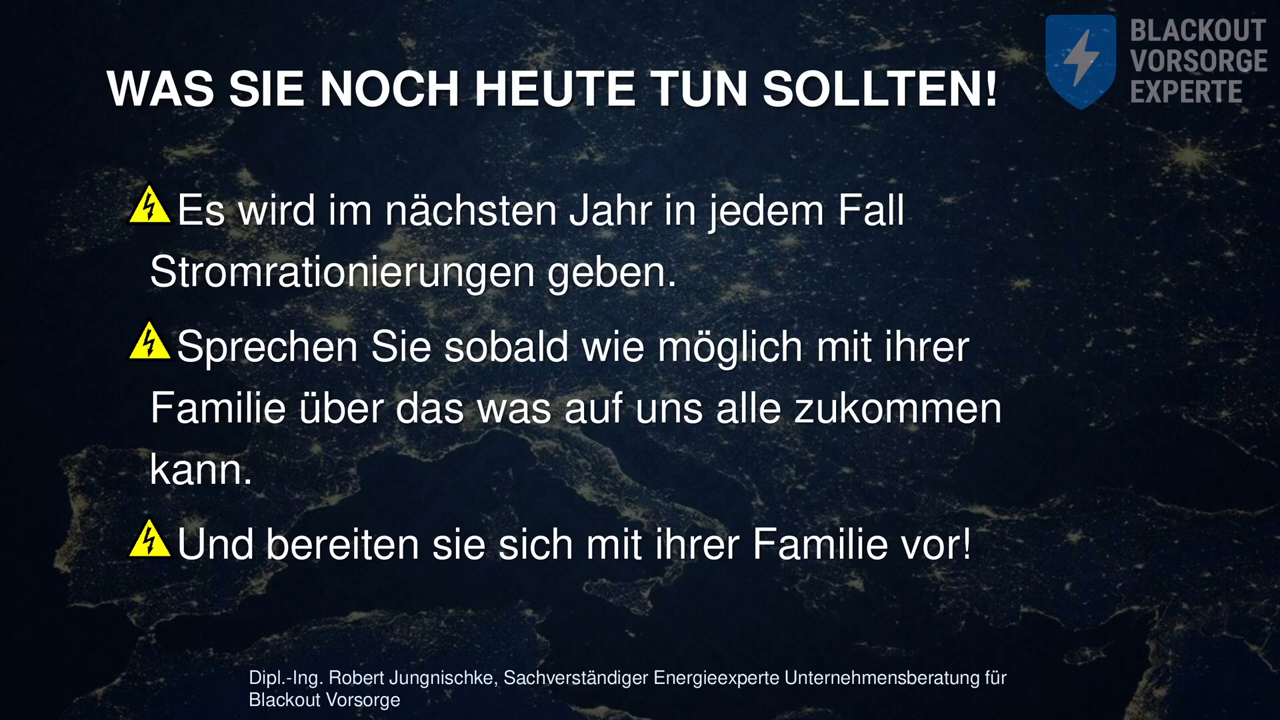 BLACKOUT
VORSORGE
EXPERTE
WAS SIE NOCH HEUTE TUN SOLLTEN!
Es wird im nächsten Jahr in jedem Fall
Stromrationierungen geben.
Sprechen Sie sobald wie möglich mit ihrer
Familie über das was auf uns alle zukommen
kann.
Und bereiten sie sich mit ihrer Familie vor!
Dipl.-Ing. Robert Jungnischke, Sachverständiger Energieexperte Unternehmensberatung für
Blackout Vorsorge